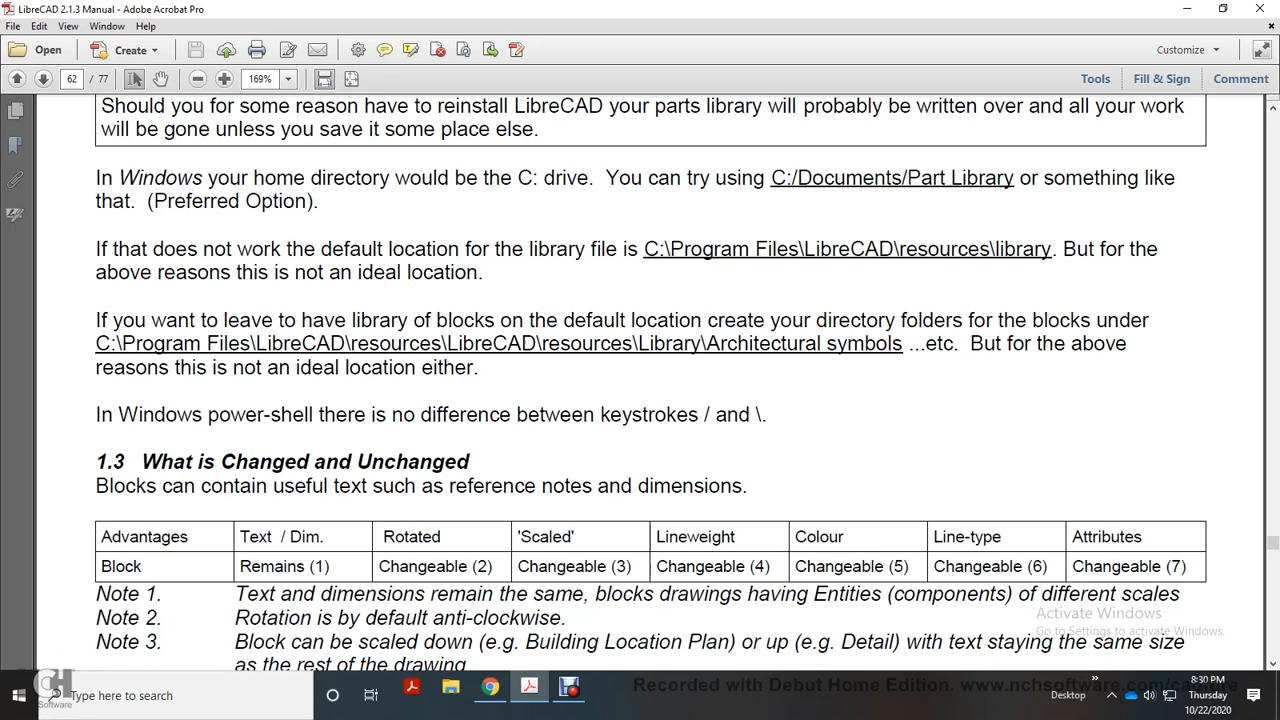 LibreCAD 2.1.3 Manual - Adobe Acrobat Pro
File Edit View Window Help
Open Create Customize
62 / 77 169% Tools Fill & Sign Comment
Should you for some reason have to reinstall LibreCAD your parts library will probably be written over and all your work
will be gone unless you save it some place else.
In Windows your home directory would be the C: drive. You can try using C:/Documents/Part Library or something like
that. (Preferred Option).
If that does not work the default location for the library file is C:\Program Files\LibreCAD\resources\library. But for the
above reasons this is not an ideal location.
If you want to leave to have library of blocks on the default location create your directory folders for the blocks under
C:\Program Files\LibreCAD\resources\LibreCAD\resources\Library\Architectural symbols ...etc. But for the above
reasons this is not an ideal location either.
In Windows power-shell there is no difference between keystrokes / and \.
1.3 What is Changed and Unchanged
Blocks can contain useful text such as reference notes and dimensions.
Advantages Text / Dim. Rotated 'Scaled' Lineweight Colour Line-type Attributes
Block Remains (1) Changeable (2) Changeable (3) Changeable (4) Changeable (5) Changeable (6) Changeable (7)
Note 1. Text and dimensions remain the same, blocks drawings having Entities (components) of different scales
Note 2. Rotation is by default anti-clockwise.
Note 3. Block can be scaled down (e.g. Building Location Plan) or up (e.g. Detail) with text staying the same size
as the rest of the drawing
Activate Windows
Go to Settings to activate Windows.
Software
Type here to search
Recorded with Debut Home Edition. www.nchsoftware.com/capture
Desktop
8:30 PM
Thursday
10/22/2020